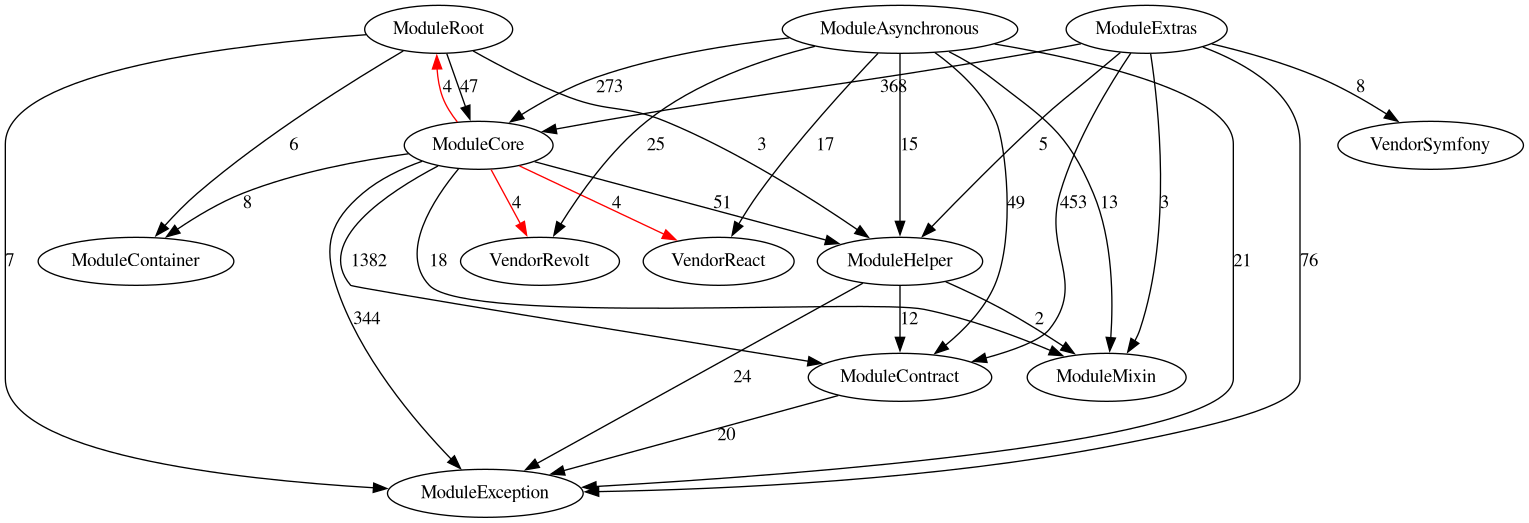 ModuleRoot
ModuleAsynchronous
ModuleExtras
4
47
273
368
8
ModuleCore
6
25
3
17
15
5
VendorSymfony
8
4
4
51
49
453
13
3
ModuleContainer
VendorRevolt
VendorReact
ModuleHelper
7
1382
18
21
76
344
12
2
24
ModuleContract
ModuleMixin
20
ModuleException